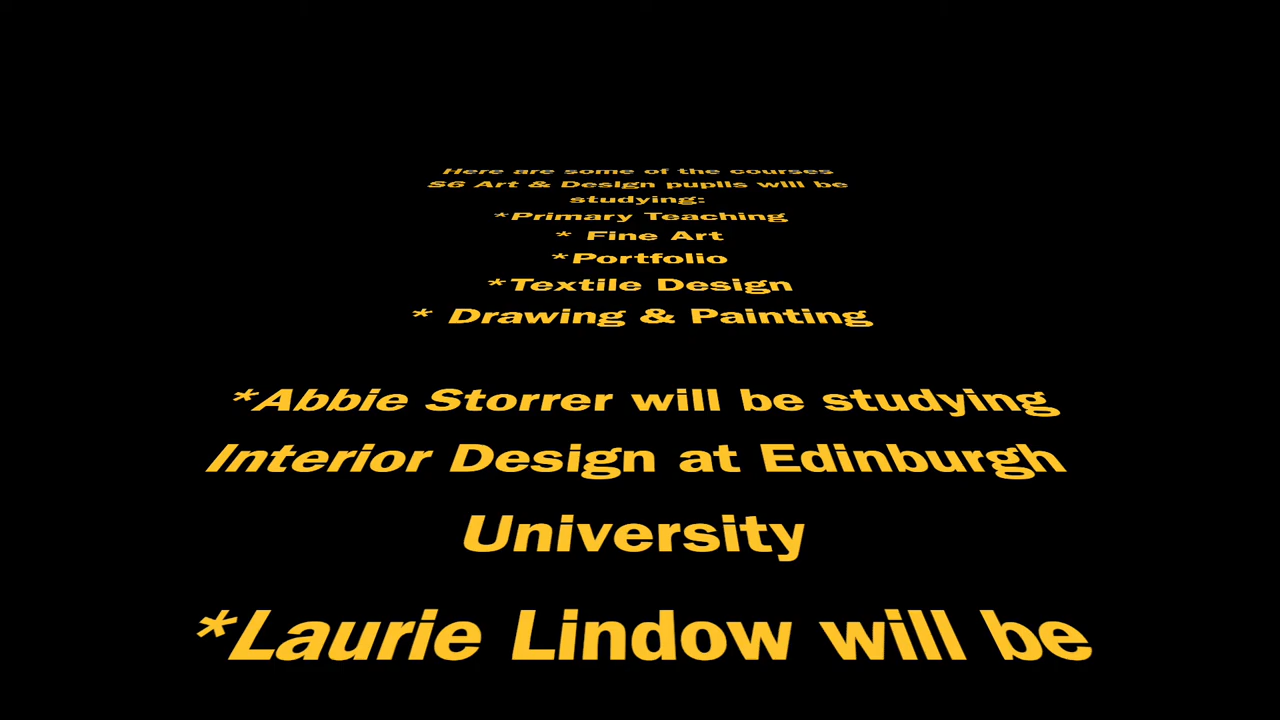 Here are some of the courses
S6 Art & Design pupils will be
studying:
*Primary Teaching
* Fine Art
*Portfolio
*Textile Design
* Drawing & Painting
*Abbie Storrer will be studying
Interior Design at Edinburgh
University
*Laurie Lindow will be